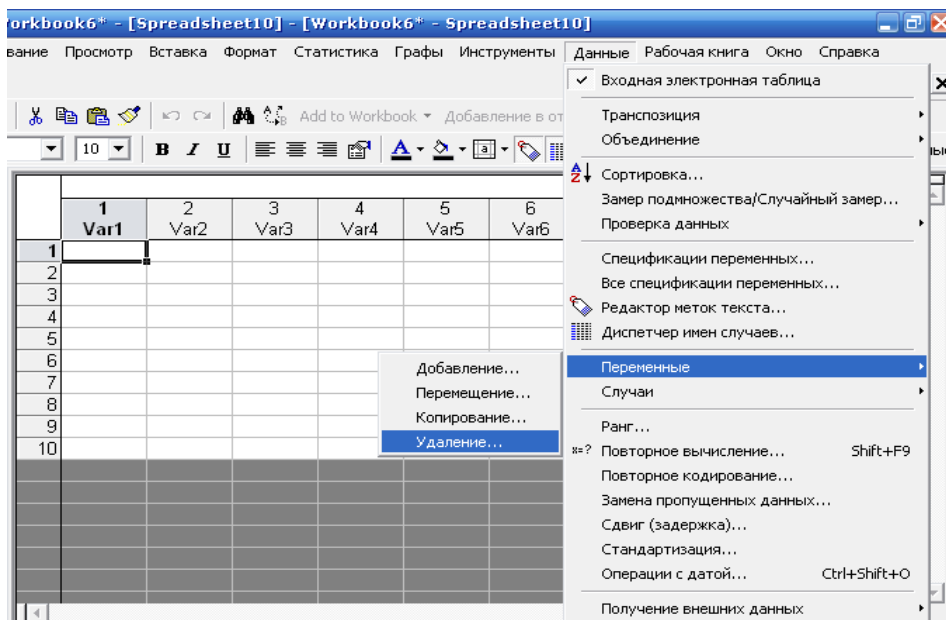 orkbook6* - [Spreadsheet10] - [Workbook6* - Spreadsheet10]
вание Просмотр Вставка Формат Статистика Графы Инструменты Данные Рабочая книга Окно Справка
Add to Workbook Добавление в от
10 B I U A a
1 2 3 4 5 6
Var1 Var2 Var3 Var4 Var5 Var6
1
2
3
4
5
6
7
8
9
10
Входная электронная таблица
Транспозиция
Объединение
Сортировка...
Замер подмножества/Случайный замер...
Проверка данных
Спецификации переменных...
Все спецификации переменных...
Редактор меток текста...
Диспетчер имен случаев...
Переменные
Случаи
Ранг...
x=? Повторное вычисление... Shift+F9
Повторное кодирование...
Замена пропущенных данных...
Сдвиг (задержка)...
Стандартизация...
Операции с датой... Ctrl+Shift+O
Получение внешних данных
Добавление...
Перемещение...
Копирование...
Удаление...